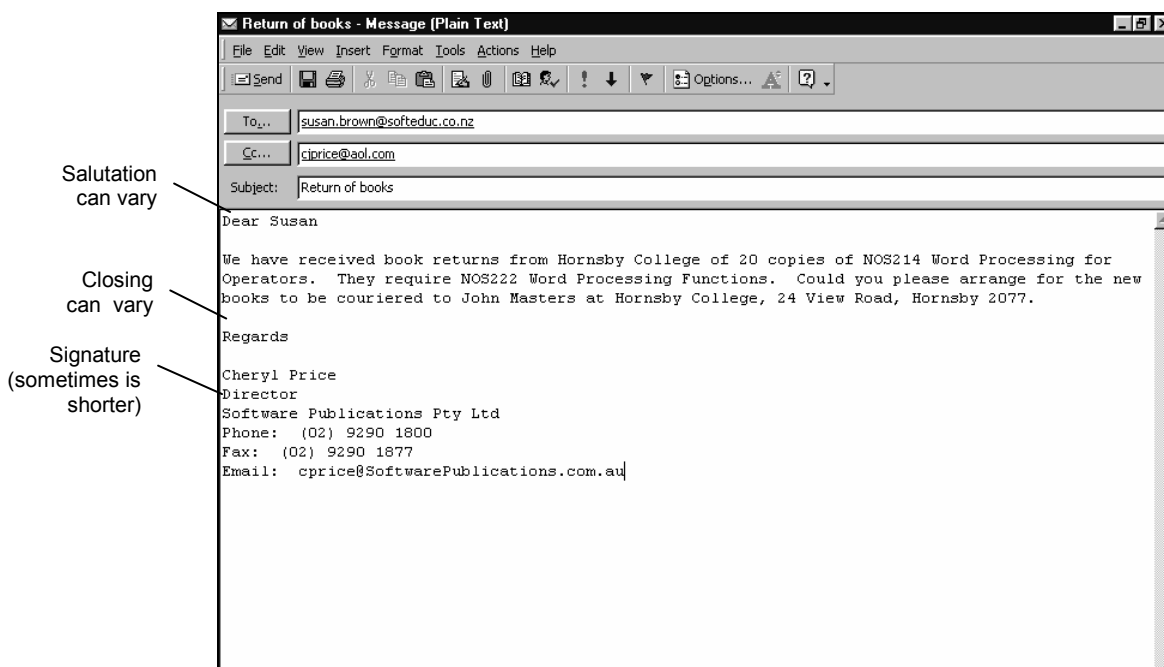 Return of books - Message (Plain Text)
File Edit View Insert Format Tools Actions Help
Send Options...
To... susan.brown@softeduc.co.nz
Cc... cjprice@aol.com
Subject: Return of books
Salutation
can vary
Dear Susan
We have received book returns from Hornsby College of 20 copies of NOS214 Word Processing for
Operators. They require NOS222 Word Processing Functions. Could you please arrange for the new
books to be couriered to John Masters at Hornsby College, 24 View Road, Hornsby 2077.
Closing
can vary
Regards
Signature
(sometimes is
shorter)
Cheryl Price
Director
Software Publications Pty Ltd
Phone: (02) 9290 1800
Fax: (02) 9290 1877
Email: cprice@SoftwarePublications.com.au